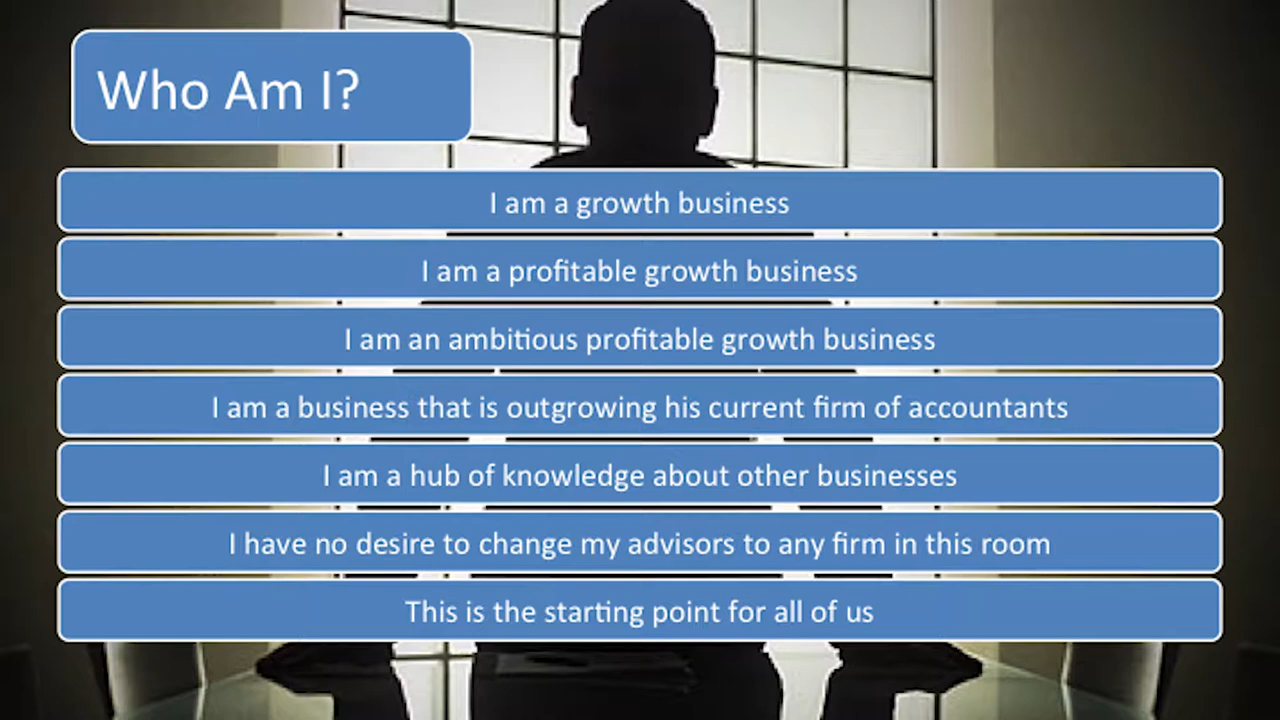 Who Am I?
I am a growth business
I am a profitable growth business
I am an ambitious profitable growth business
I am a business that is outgrowing his current firm of accountants
I am a hub of knowledge about other businesses
I have no desire to change my advisors to any firm in this room
This is the starting point for all of us